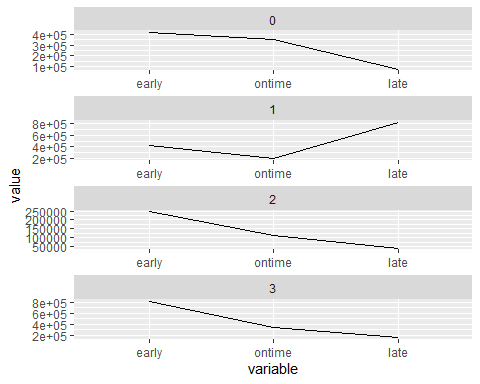 0
4e+05
3e+05
2e+05
1e+05
early ontime late
1
8e+05
6e+05
4e+05
2e+05
early ontime late
2
250000
200000
150000
100000
50000
early ontime late
3
8e+05
6e+05
4e+05
2e+05
early ontime late
variable
value